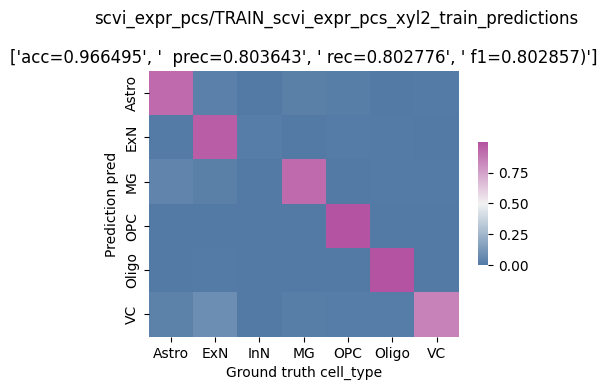 scvi_expr_pcs/TRAIN_scvi_expr_pcs_xyl2_train_predictions
['acc=0.966495', '  prec=0.803643', ' rec=0.802776', ' f1=0.802857)']
Astro
ExN
MG
OPC
Oligo
VC
Prediction pred
Astro ExN InN MG OPC Oligo VC
Ground truth cell_type
0.75
0.50
0.25
0.00